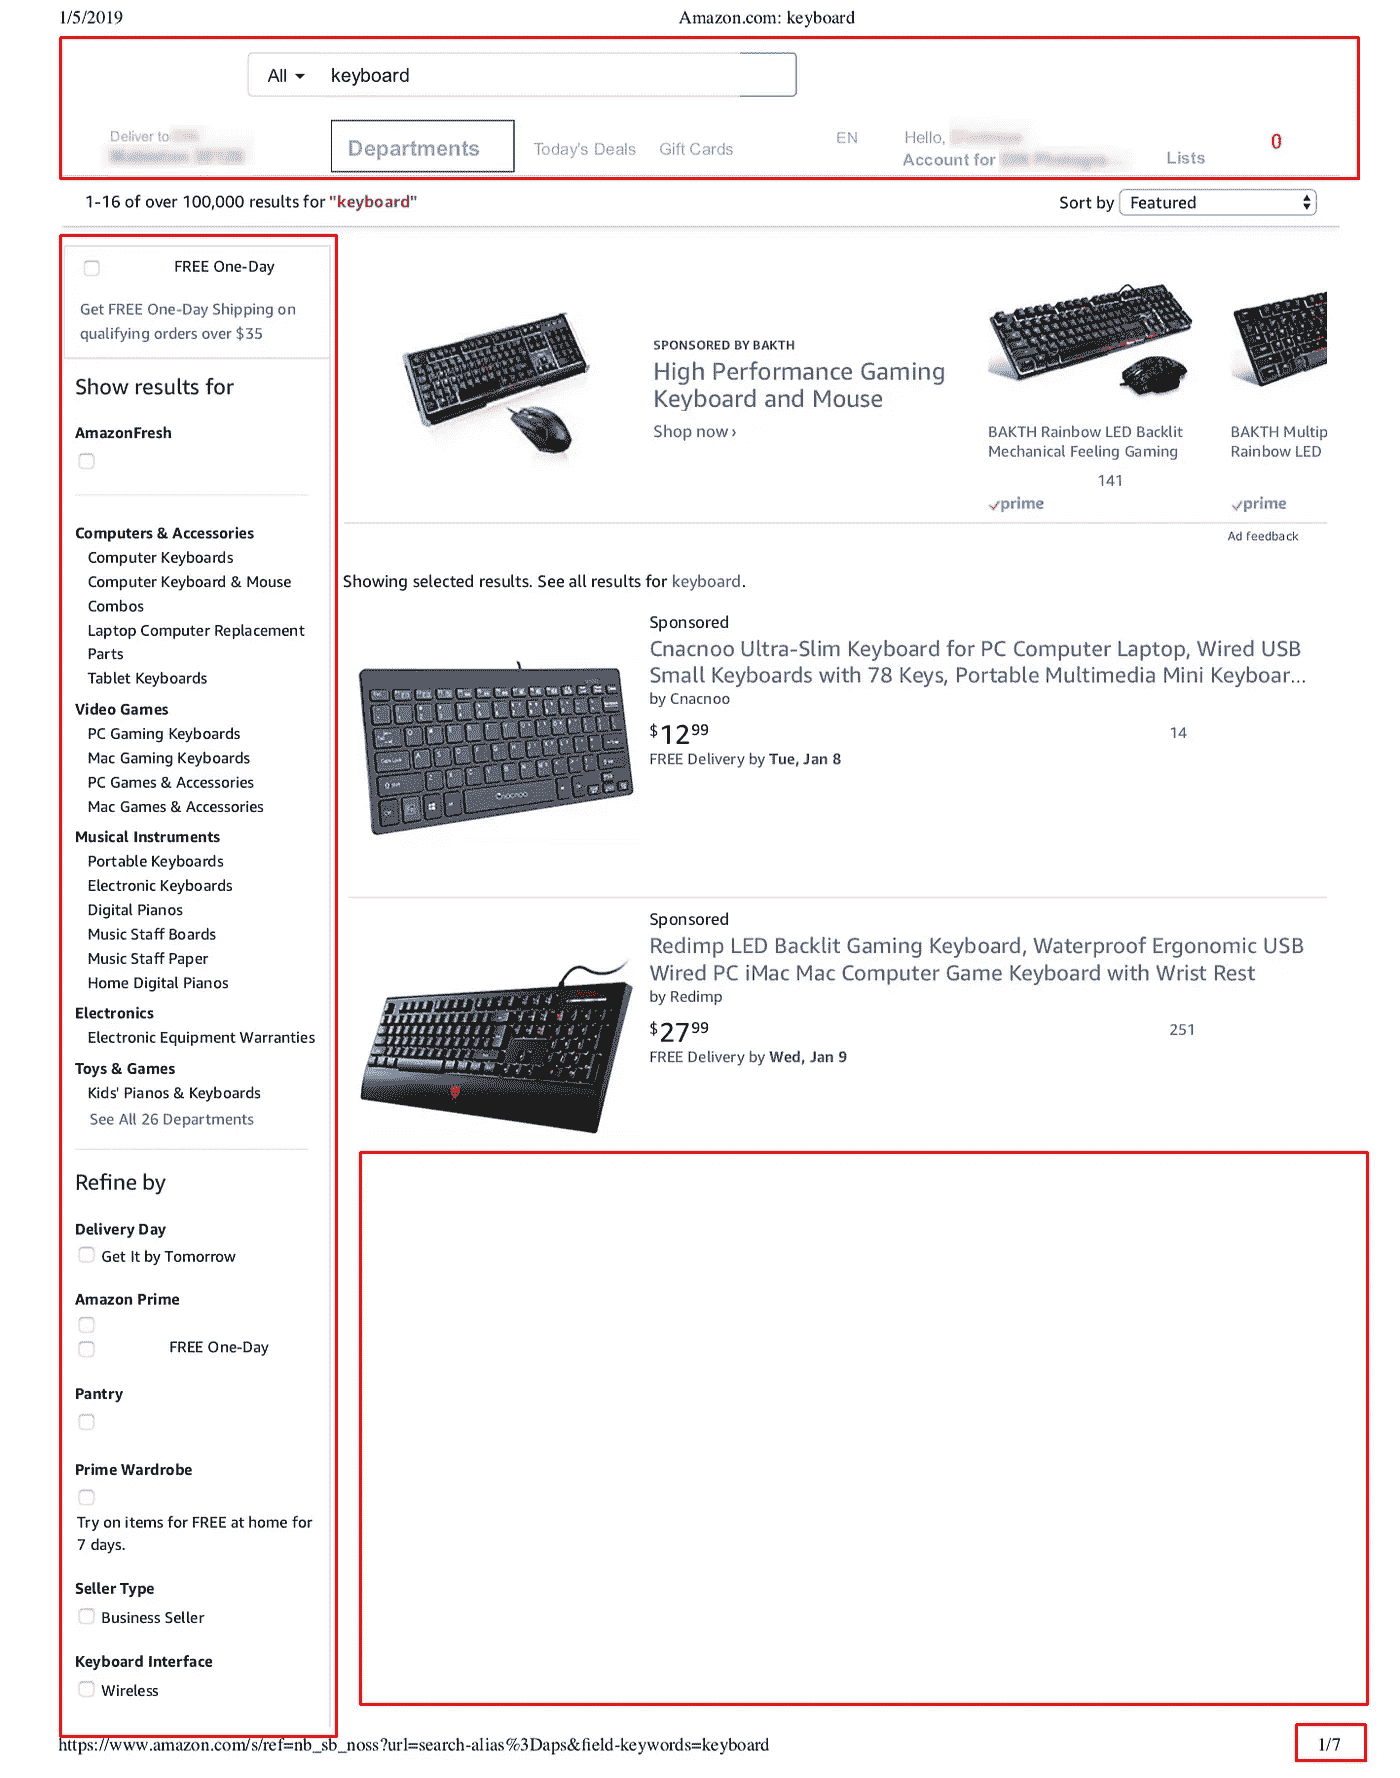 1/5/2019
Amazon.com: keyboard
All
keyboard
Deliver to
Departments
Today's Deals
Gift Cards
EN
Hello,
Account for
Lists
0
1-16 of over 100,000 results for "keyboard"
Sort by
Featured
FREE One-Day
Get FREE One-Day Shipping on
qualifying orders over $35
Show results for
AmazonFresh
Computers & Accessories
Computer Keyboards
Computer Keyboard & Mouse
Combos
Laptop Computer Replacement
Parts
Tablet Keyboards
Video Games
PC Gaming Keyboards
Mac Gaming Keyboards
PC Games & Accessories
Mac Games & Accessories
Musical Instruments
Portable Keyboards
Electronic Keyboards
Digital Pianos
Music Staff Boards
Music Staff Paper
Home Digital Pianos
Electronics
Electronic Equipment Warranties
Toys & Games
Kids' Pianos & Keyboards
See All 26 Departments
Refine by
Delivery Day
Get It by Tomorrow
Amazon Prime
FREE One-Day
Pantry
Prime Wardrobe
Try on items for FREE at home for
7 days.
Seller Type
Business Seller
Keyboard Interface
Wireless
SPONSORED BY BAKTH
High Performance Gaming
Keyboard and Mouse
Shop now ›
BAKTH Rainbow LED Backlit
Mechanical Feeling Gaming
141
prime
BAKTH Multip
Rainbow LED
prime
Ad feedback
Showing selected results. See all results for keyboard.
Sponsored
Cnacnoo Ultra-Slim Keyboard for PC Computer Laptop, Wired USB
Small Keyboards with 78 Keys, Portable Multimedia Mini Keyboar...
by Cnacnoo
$12 99
14
FREE Delivery by Tue, Jan 8
Cnacnoo
Sponsored
Redimp LED Backlit Gaming Keyboard, Waterproof Ergonomic USB
Wired PC iMac Mac Computer Game Keyboard with Wrist Rest
by Redimp
$27 99
251
FREE Delivery by Wed, Jan 9
https://www.amazon.com/s/ref=nb_sb_noss?url=search-alias%3Daps&field-keywords=keyboard
1/7